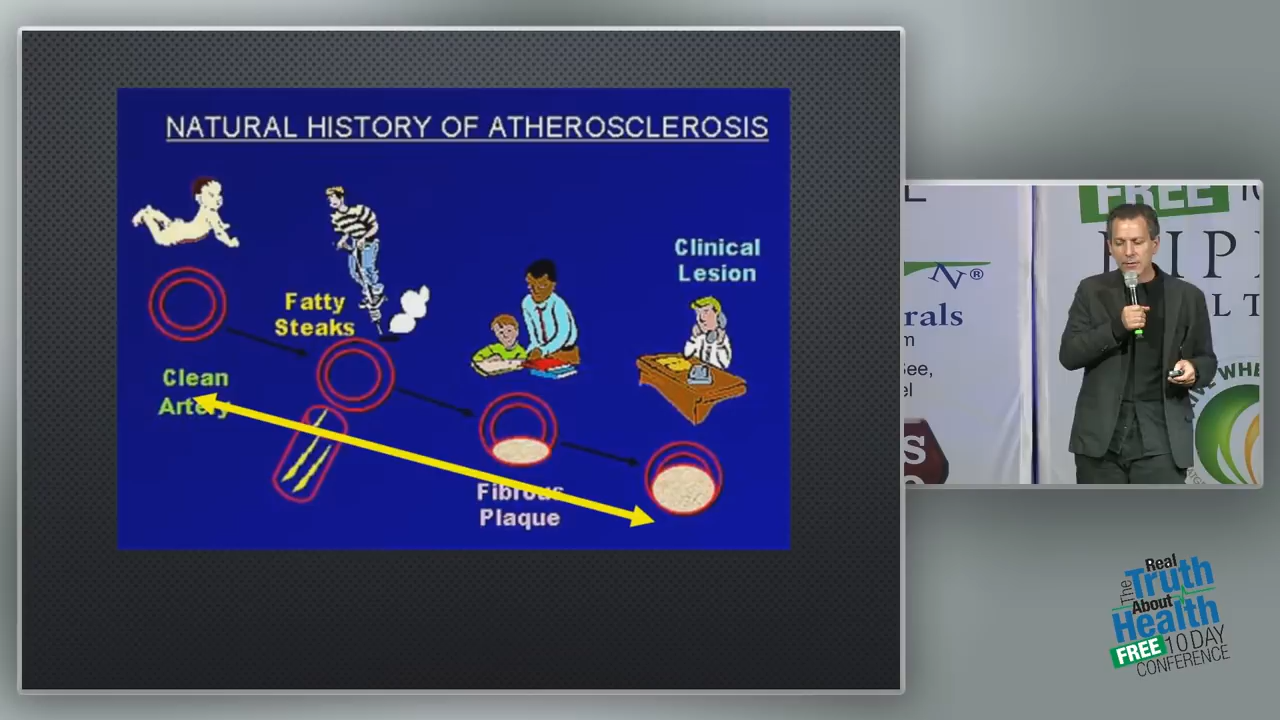 NATURAL HISTORY OF ATHEROSCLEROSIS
Clinical
Lesion
Fatty
Steaks
Clean
Artery
Fibrous
Plaque
FREE
N®
rals
m
Bee,
el
S
The
Real
Truth
About
Health
FREE 10 DAY
CONFERENCE